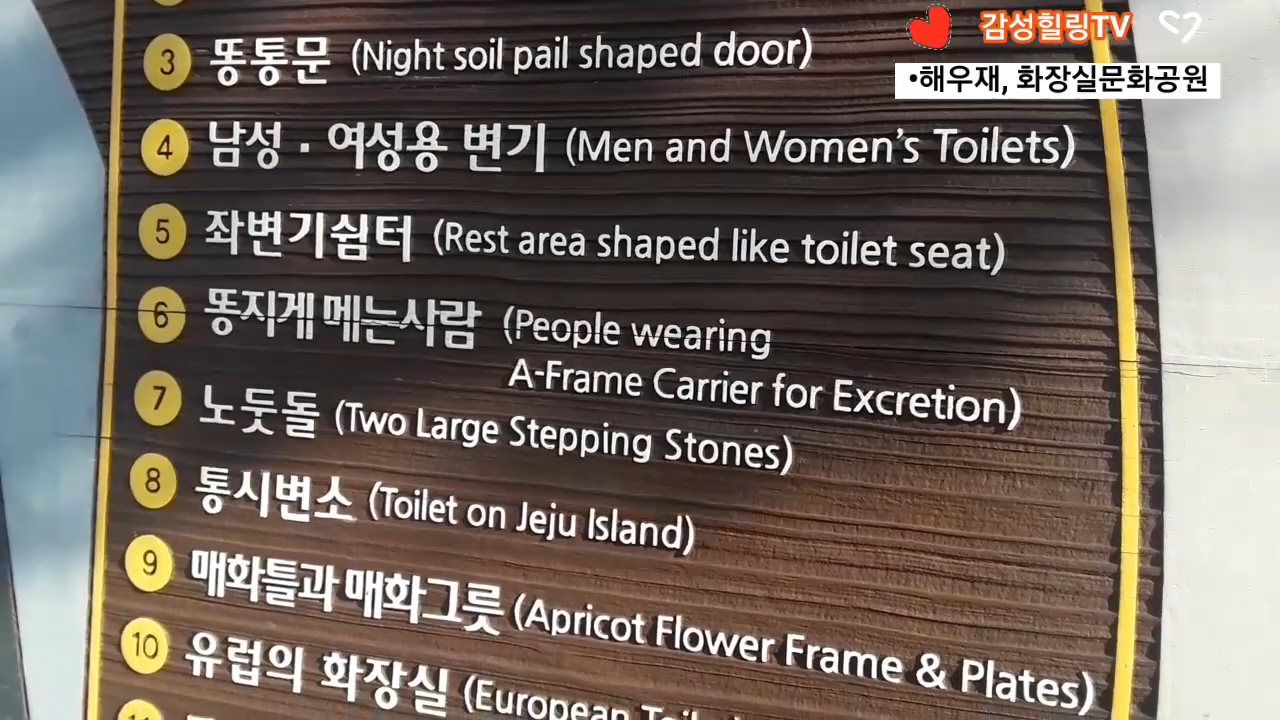 감성힐링TV
•해우재, 화장실문화공원
3 똥통문 (Night soil pail shaped door)
4 남성 · 여성용 변기 (Men and Women's Toilets)
5 좌변기쉼터 (Rest area shaped like toilet seat)
6 똥지게 메는사람 (People wearing
A-Frame Carrier for Excretion)
7 노둣돌 (Two Large Stepping Stones)
8 통시변소 (Toilet on Jeju Island)
9 매화틀과 매화그릇 (Apricot Flower Frame & Plates)
10 유럽의 화장실 (European